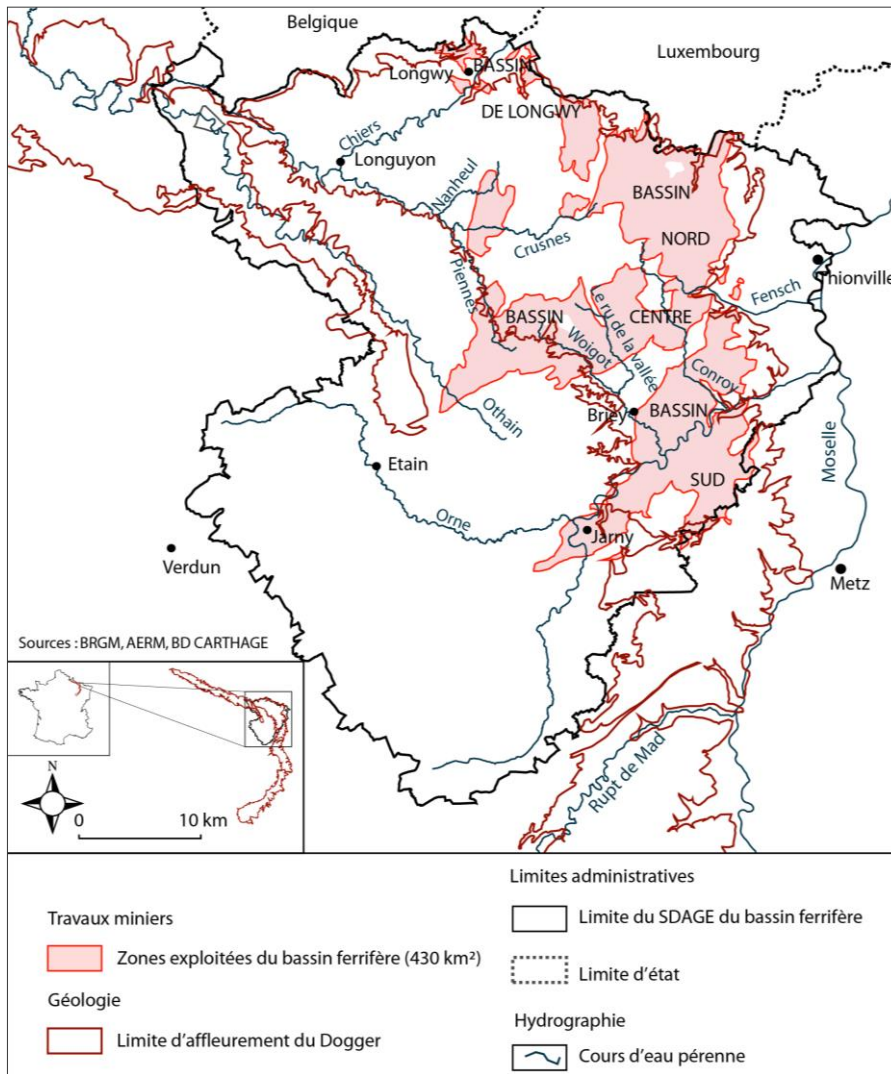 Belgique
Luxembourg
Longwy
BASSIN
DE LONGWY
Chiers
Longuyon
Nanheul
BASSIN
NORD
Crusnes
Thionville
Fensch
Piennes
BASSIN
CENTRE
le ru de la vallée
Woigot
Conroy
Othain
Briey
BASSIN
SUD
Moselle
Etain
Orne
Jarny
Verdun
Metz
Sources : BRGM, AERM, BD CARTHAGE
Rupt de Mad
N
0 10 km
Limites administratives
Travaux miniers
Limite du SDAGE du bassin ferrifère
Zones exploitées du bassin ferrifère (430 km²)
Limite d'état
Géologie
Hydrographie
Limite d'affleurement du Dogger
Cours d'eau pérenne